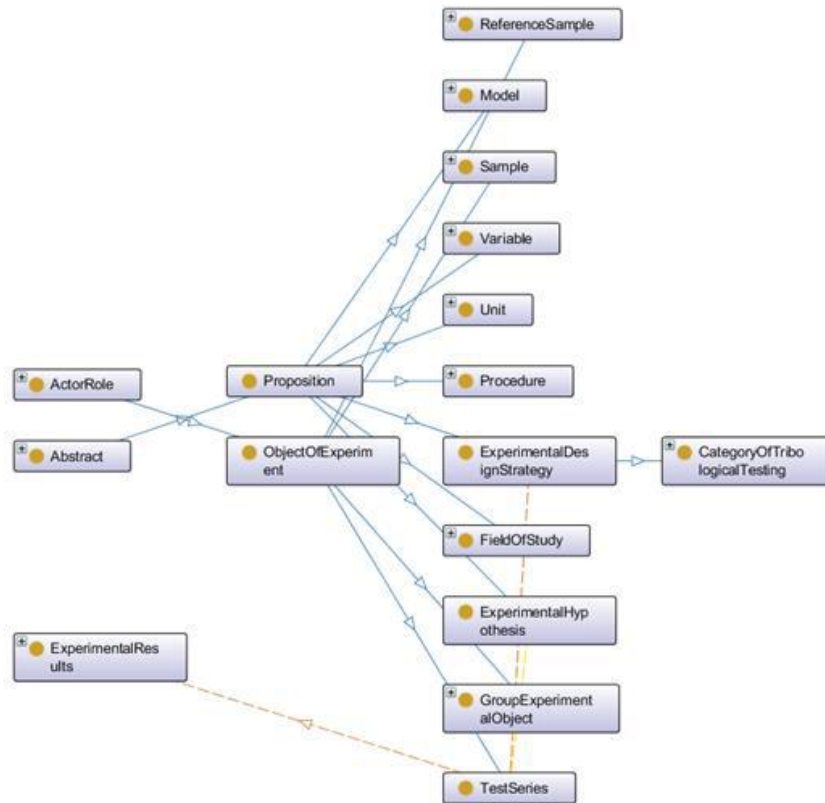 ReferenceSample
Model
Sample
Variable
Unit
ActorRole
Proposition
Procedure
Abstract
ObjectOfExperim
ent
ExperimentalDes
ignStrategy
CategoryOfTribo
logicalTesting
FieldOfStudy
ExperimentalHyp
othesis
ExperimentalRes
ults
GroupExperiment
alObject
TestSeries